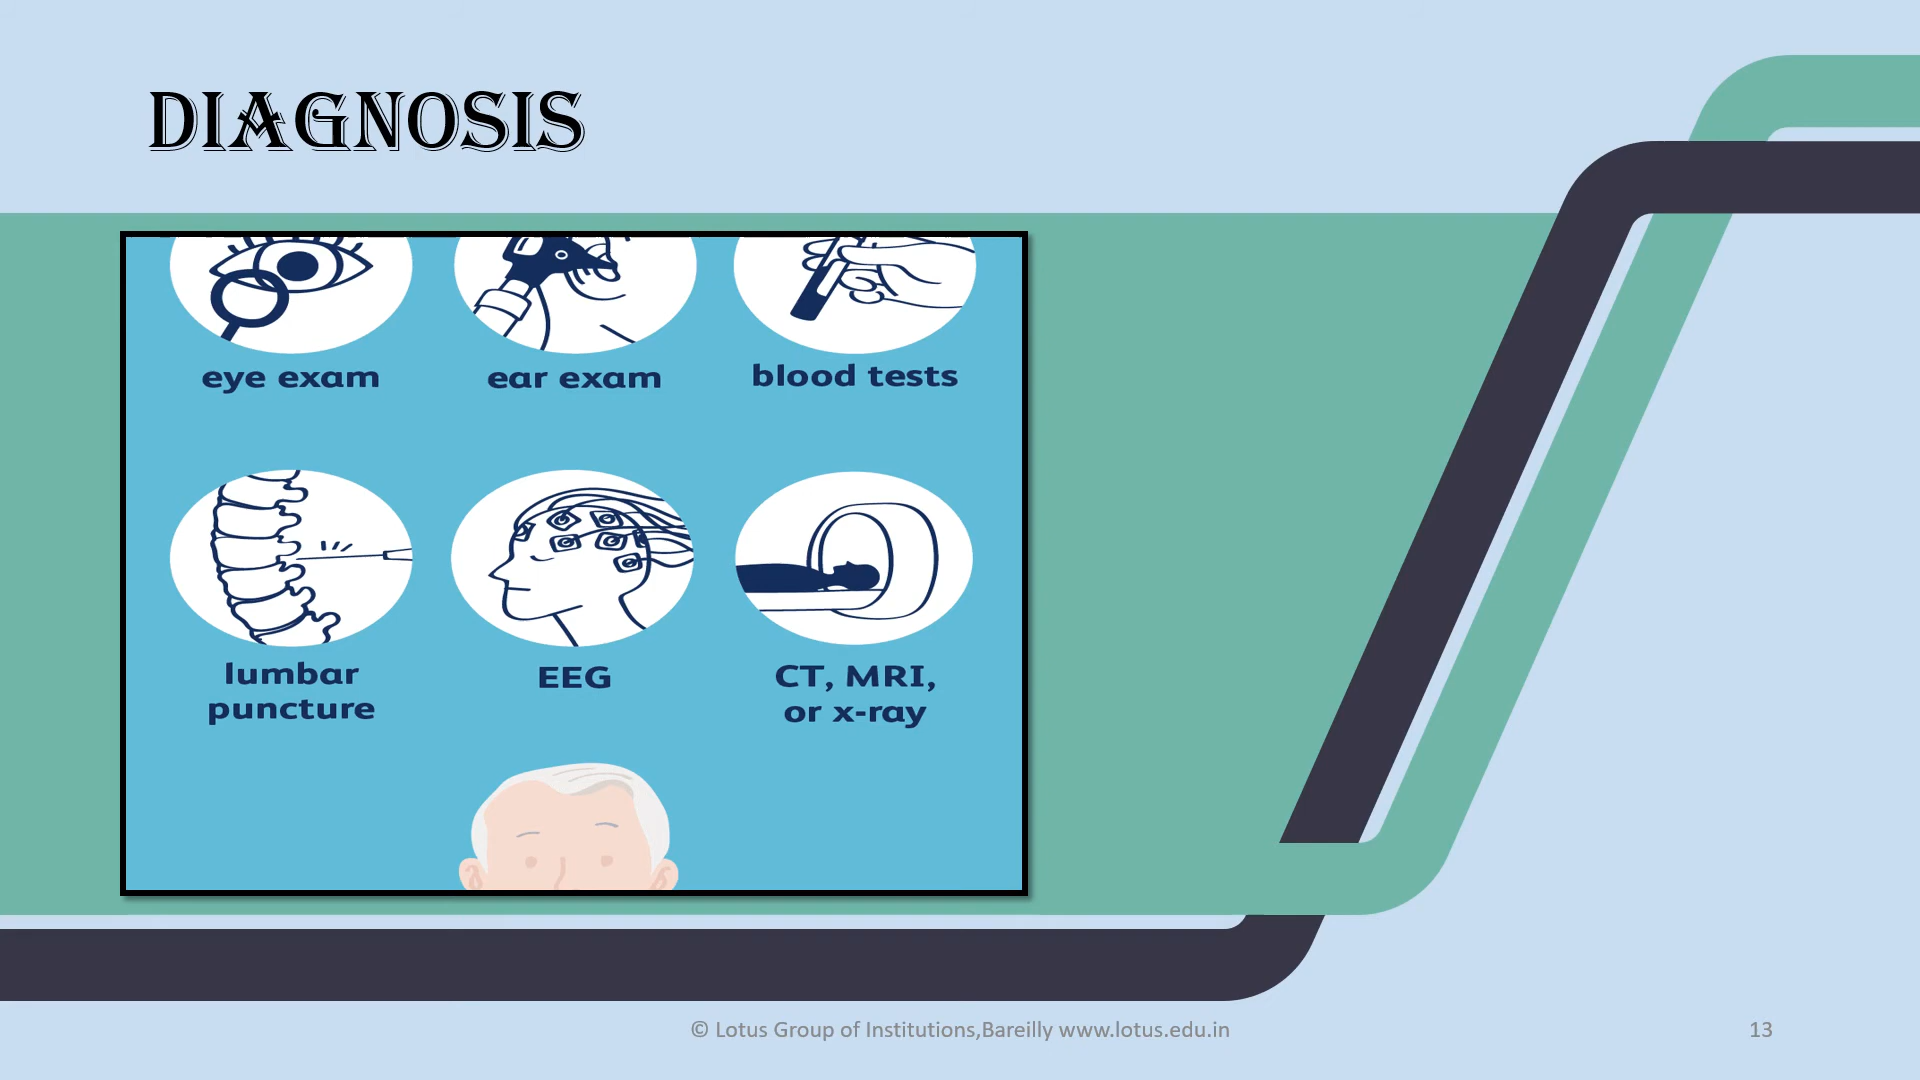 DIAGNOSIS
eye exam
ear exam
blood tests
lumbar
puncture
EEG
CT, MRI,
or x-ray
© Lotus Group of Institutions,Bareilly www.lotus.edu.in
13